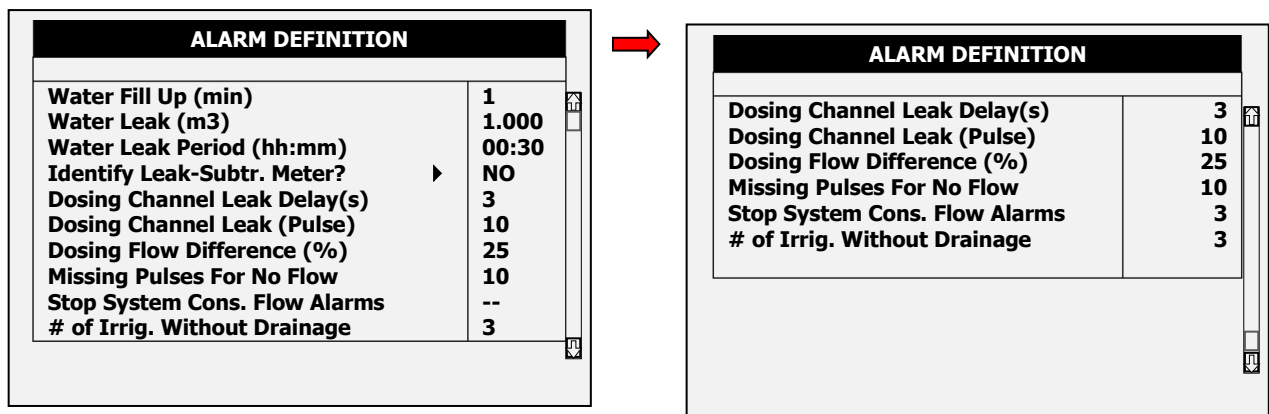 ALARM DEFINITION
Water Fill Up (min) 1
Water Leak (m3) 1.000
Water Leak Period (hh:mm) 00:30
Identify Leak-Subtr. Meter? NO
Dosing Channel Leak Delay(s) 3
Dosing Channel Leak (Pulse) 10
Dosing Flow Difference (%) 25
Missing Pulses For No Flow 10
Stop System Cons. Flow Alarms --
# of Irrig. Without Drainage 3
ALARM DEFINITION
Dosing Channel Leak Delay(s) 3
Dosing Channel Leak (Pulse) 10
Dosing Flow Difference (%) 25
Missing Pulses For No Flow 10
Stop System Cons. Flow Alarms 3
# of Irrig. Without Drainage 3